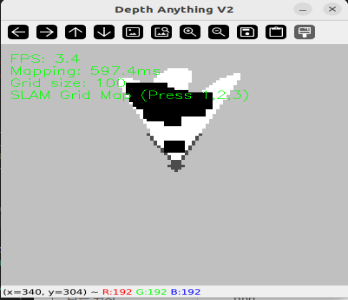 Depth Anything V2
FPS: 3.4
Mapping: 597.4ms
Grid size: 100
SLAM Grid Map (Press 1,2,3)
(x=340, y=304) ~ R:192 G:192 B:192